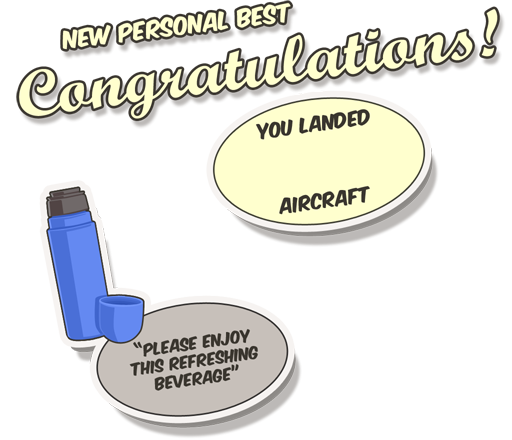 NEW PERSONAL BEST
Congratulations!
YOU LANDED
AIRCRAFT
"PLEASE ENJOY
THIS REFRESHING
BEVERAGE"